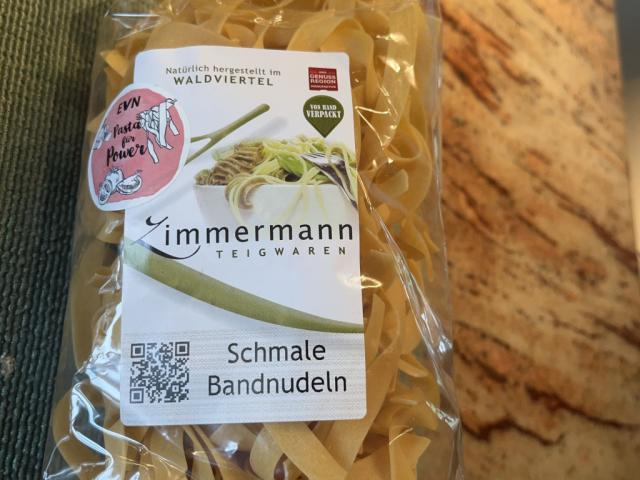 Natürlich hergestellt im
WALDVIERTEL
GENUSS
REGION
VON HAND
VERPACKT
EVN
Pasta
für
Power
Zimmermann
TEIGWAREN
Schmale
Bandnudeln